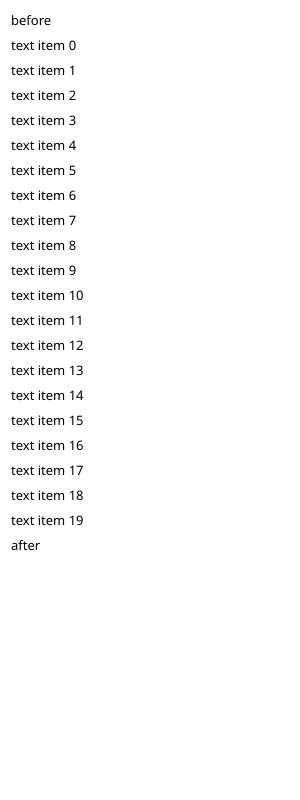 before
text item 0
text item 1
text item 2
text item 3
text item 4
text item 5
text item 6
text item 7
text item 8
text item 9
text item 10
text item 11
text item 12
text item 13
text item 14
text item 15
text item 16
text item 17
text item 18
text item 19
after